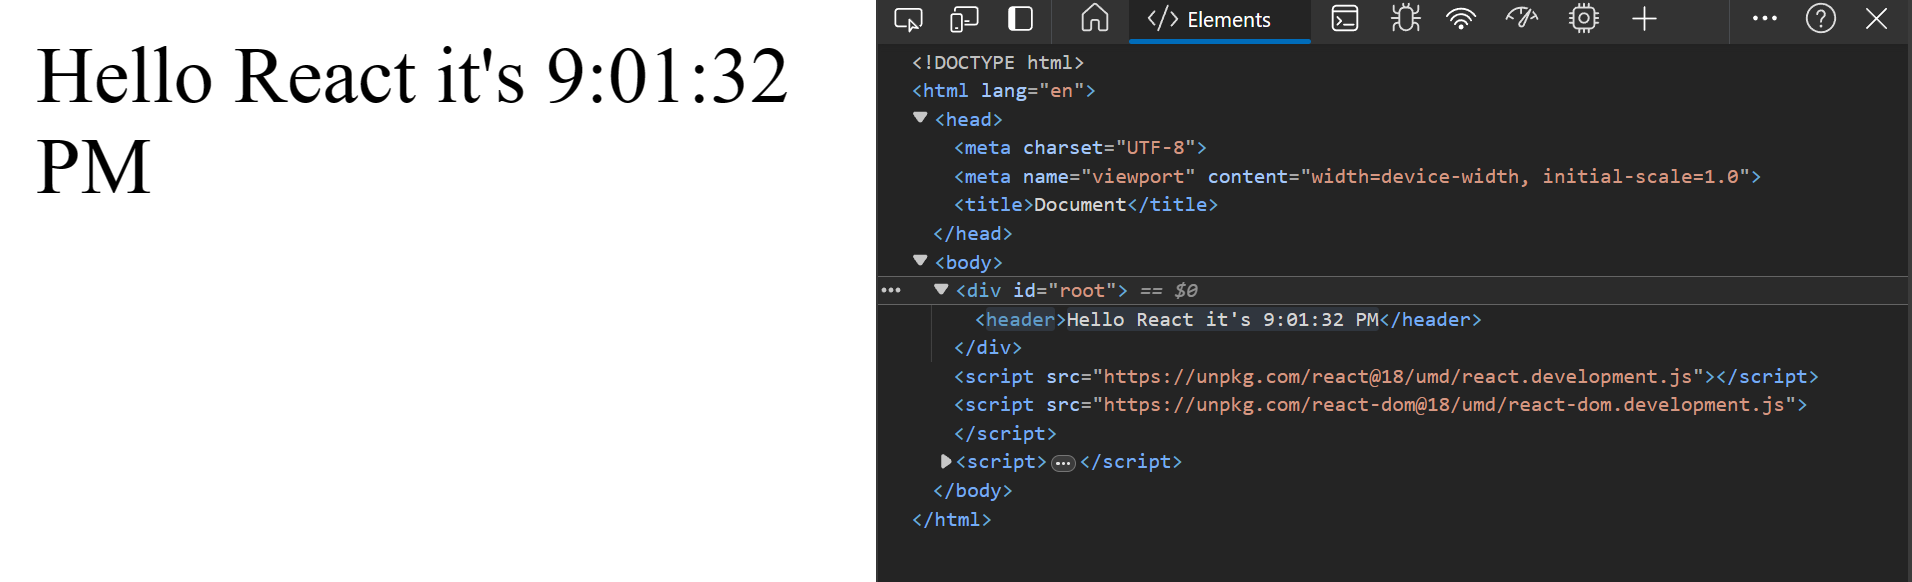 Hello React it's 9:01:32
PM
Elements
<!DOCTYPE html>
<html lang="en">
<head>
<meta charset="UTF-8">
<meta name="viewport" content="width=device-width, initial-scale=1.0">
<title>Document</title>
</head>
<body>
<div id="root"> == $0
<header>Hello React it's 9:01:32 PM</header>
</div>
<script src="https://unpkg.com/react@18/umd/react.development.js"></script>
<script src="https://unpkg.com/react-dom@18/umd/react-dom.development.js">
</script>
<script>…</script>
</body>
</html>